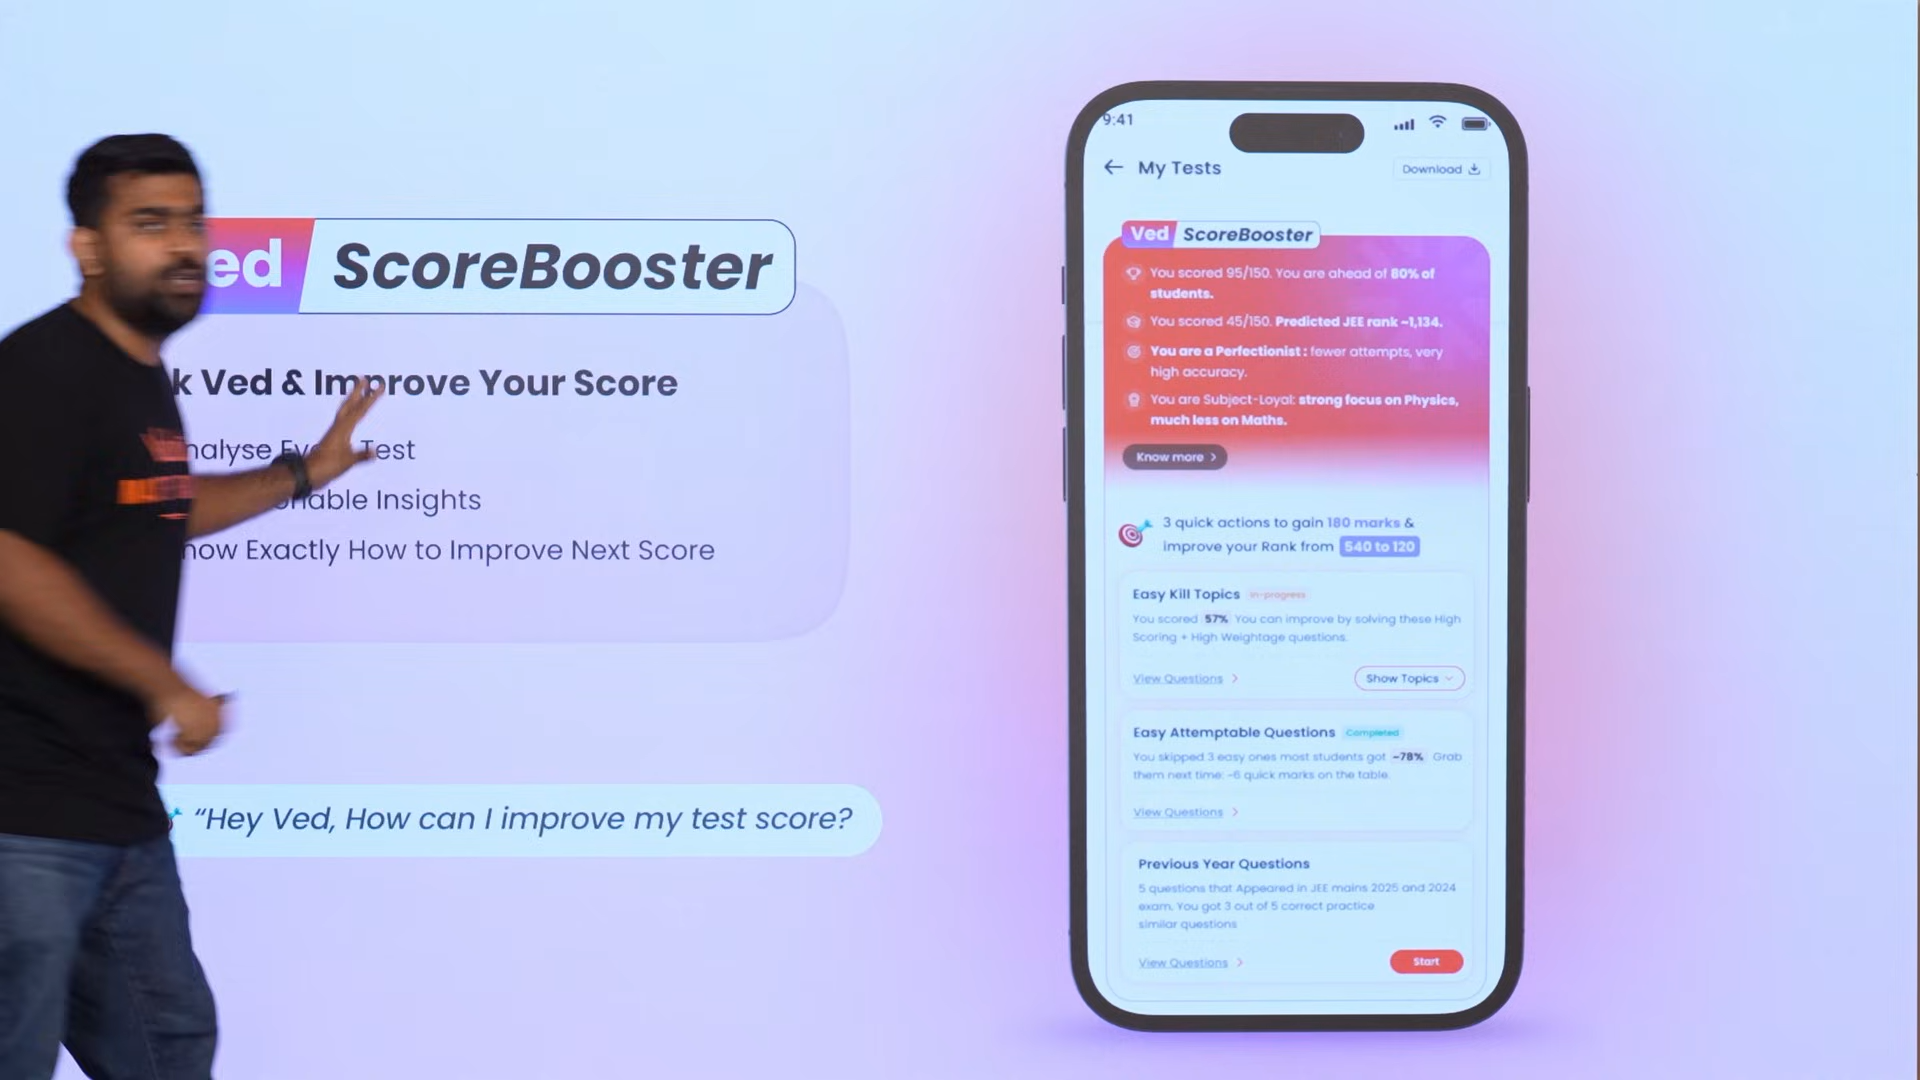 ed ScoreBooster
k Ved & Improve Your Score
nalyse Every Test
onable Insights
now Exactly How to Improve Next Score
“Hey Ved, How can I improve my test score?
9:41
My Tests
Download
Ved ScoreBooster
You scored 95/150. You are ahead of 80% of
students.
You scored 45/150. Predicted JEE rank ~1,134.
You are a Perfectionist : fewer attempts, very
high accuracy.
You are Subject-Loyal: strong focus on Physics,
much less on Maths.
Know more
3 quick actions to gain 180 marks &
improve your Rank from 540 to 120
Easy Kill Topics In-progress
You scored 57% You can improve by solving these High
Scoring + High Weightage questions.
View Questions
Show Topics
Easy Attemptable Questions Completed
You skipped 3 easy ones most students got ~78% Grab
them next time: ~6 quick marks on the table.
View Questions
Previous Year Questions
5 questions that Appeared in JEE mains 2025 and 2024
exam. You got 3 out of 5 correct practice
similar questions
View Questions
Start